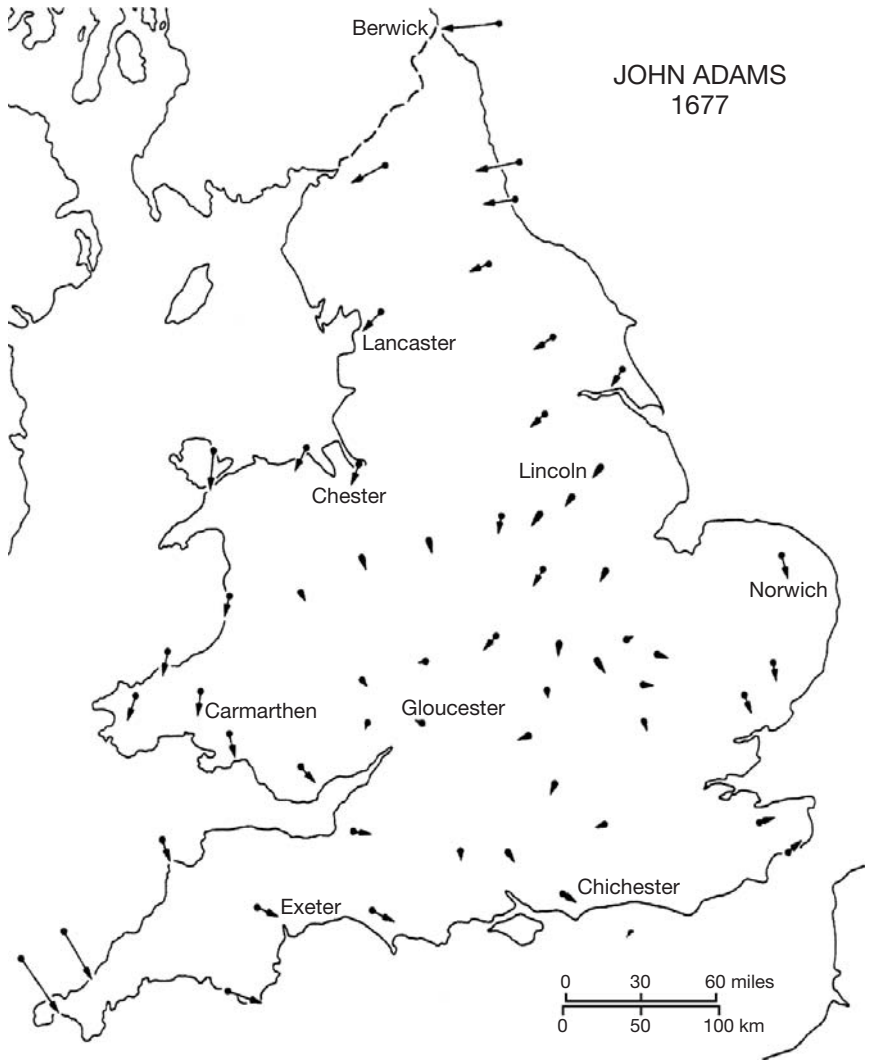 Berwick
JOHN ADAMS
1677
Lancaster
Lincoln
Chester
Norwich
Carmarthen
Gloucester
Chichester
Exeter
0 30 60 miles
0 50 100 km